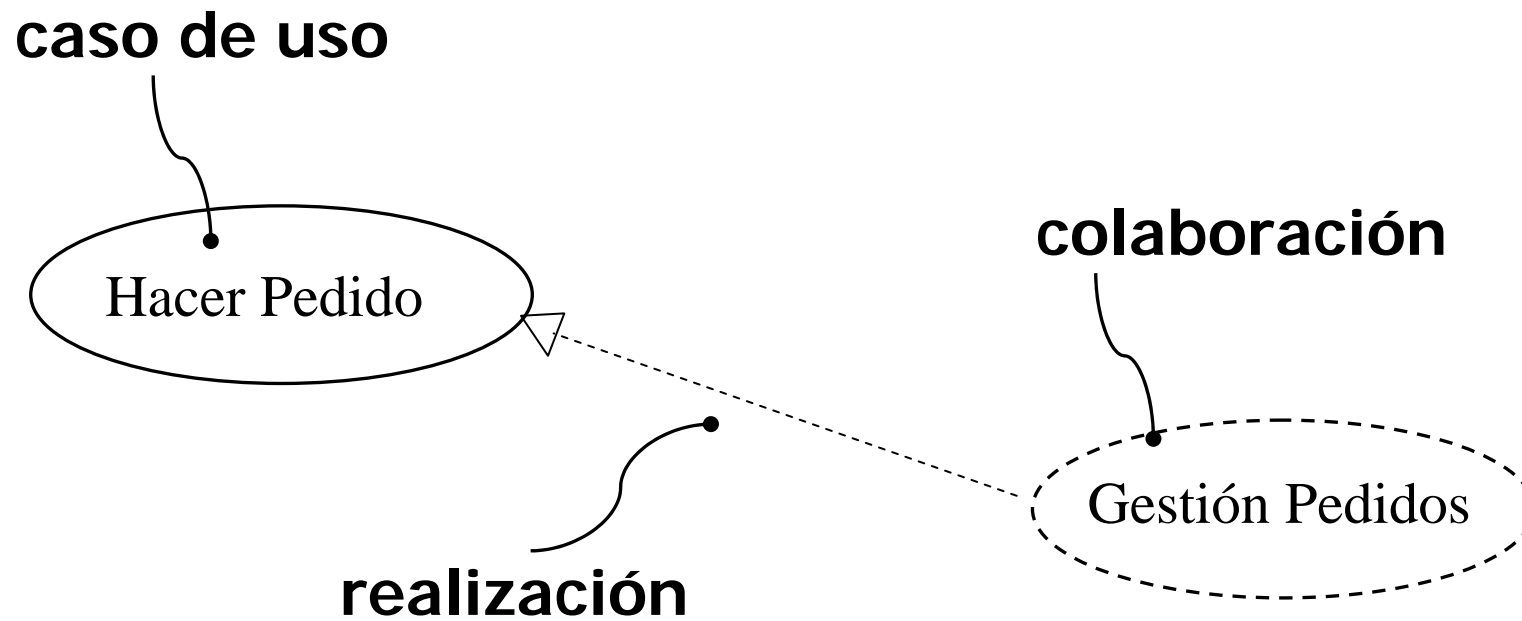 caso de uso
colaboración
Hacer Pedido
Gestión Pedidos
realización